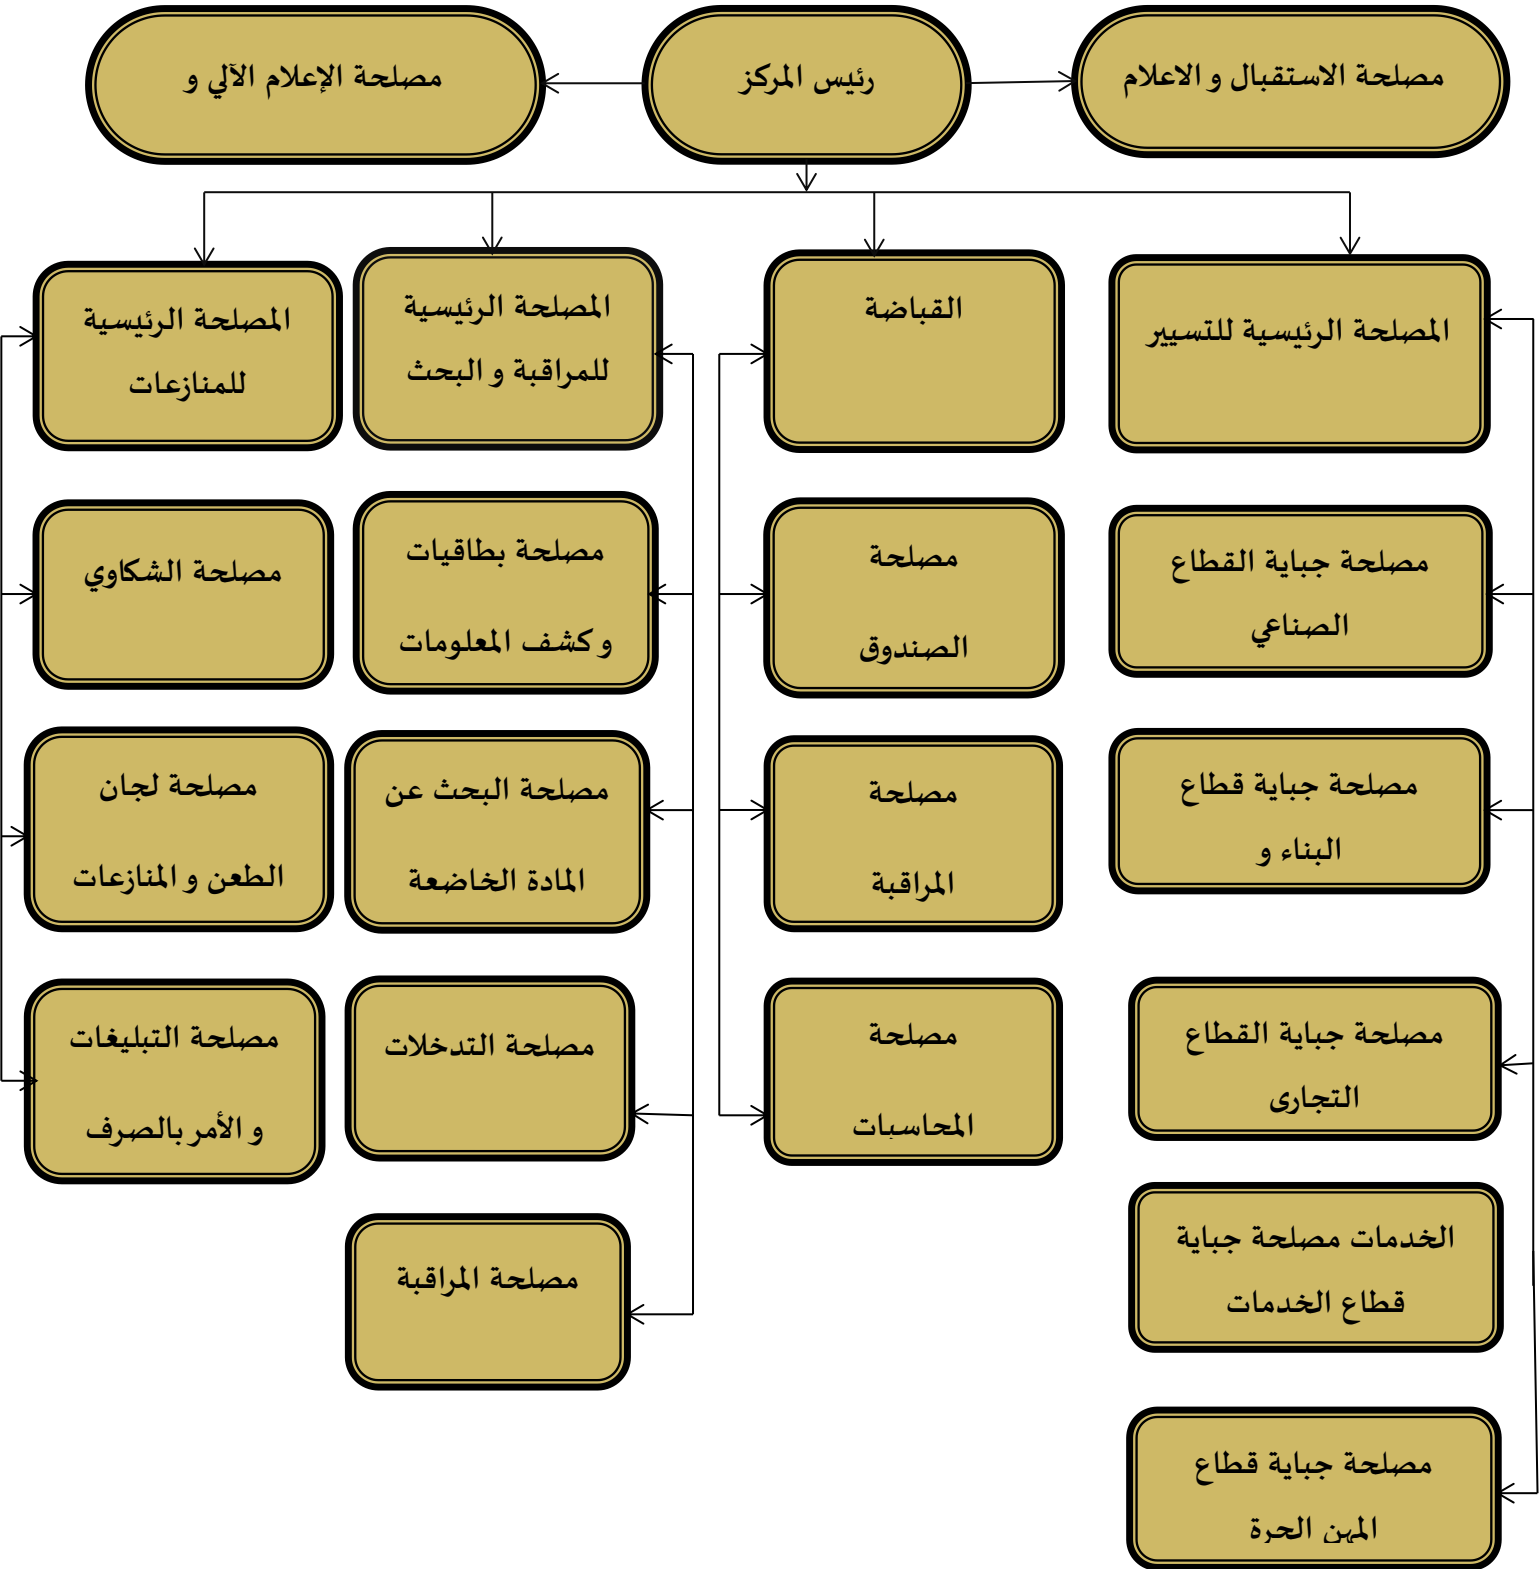 مصلحة الاستقبال و الاعلام
رئيس المركز
مصلحة الإعلام الآلي و
المصلحة الرئيسية للتسيير
القباضة
المصلحة الرئيسية
للمراقبة و البحث
المصلحة الرئيسية
للمنازعات
مصلحة جباية القطاع
الصناعي
مصلحة
الصندوق
مصلحة بطاقيات
و كشف المعلومات
مصلحة الشكاوي
مصلحة جباية قطاع
البناء و
مصلحة
المراقبة
مصلحة البحث عن
المادة الخاضعة
مصلحة لجان
الطعن و المنازعات
مصلحة جباية القطاع
التجارى
مصلحة
المحاسبات
مصلحة التدخلات
مصلحة التبليغات
و الأمر بالصرف
الخدمات مصلحة جباية
قطاع الخدمات
مصلحة المراقبة
مصلحة جباية قطاع
المهن الحرة